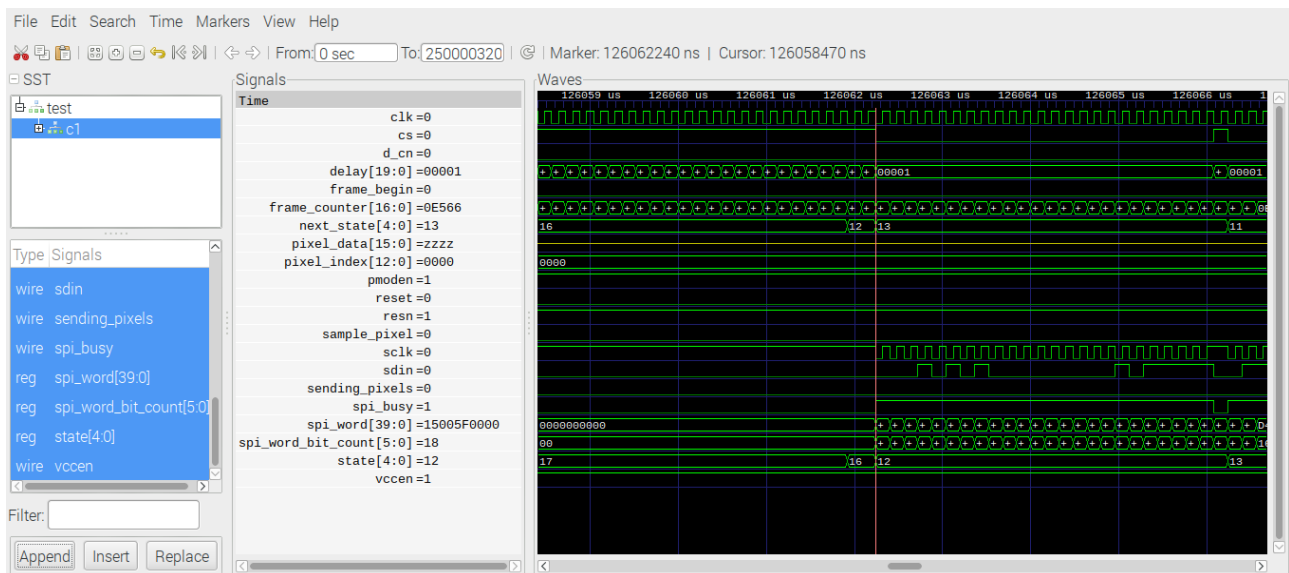 File Edit Search Time Markers View Help
From: 0 sec To: 250000320 | Marker: 126062240 ns | Cursor: 126058470 ns
SST
test
c1
Type Signals
wire sdin
wire sending_pixels
wire spi_busy
reg spi_word[39:0]
reg spi_word_bit_count[5:0]
reg state[4:0]
wire vccen
Filter:
Append Insert Replace
Signals
Time
clk=0
cs=0
d_cn=0
delay[19:0]=00001
frame_begin=0
frame_counter[16:0]=0E566
next_state[4:0]=13
pixel_data[15:0]=zzzz
pixel_index[12:0]=0000
pmoden=1
reset=0
resn=1
sample_pixel=0
sclk=0
sdin=0
sending_pixels=0
spi_busy=1
spi_word[39:0]=15005F0000
spi_word_bit_count[5:0]=18
state[4:0]=12
vccen=1
Waves
126059 us 126060 us 126061 us 126062 us 126063 us 126064 us 126065 us 126066 us 1
+ + + + + + + + + + + + + + + + + + + + + + + 00001 + 00001
+ + + + + + + + + + + + + + + + + + + + + + + + + + + + + + + + + + + + + + + + + + + + + + + + + + 0E
16 12 13 11
0000
0000000000 + + + + + + + + + + + + + + + + + + + + + + + + + + D4
00 + + + + + + + + + + + + + + + + + + + + + + + + + + 16
17 16 12 13